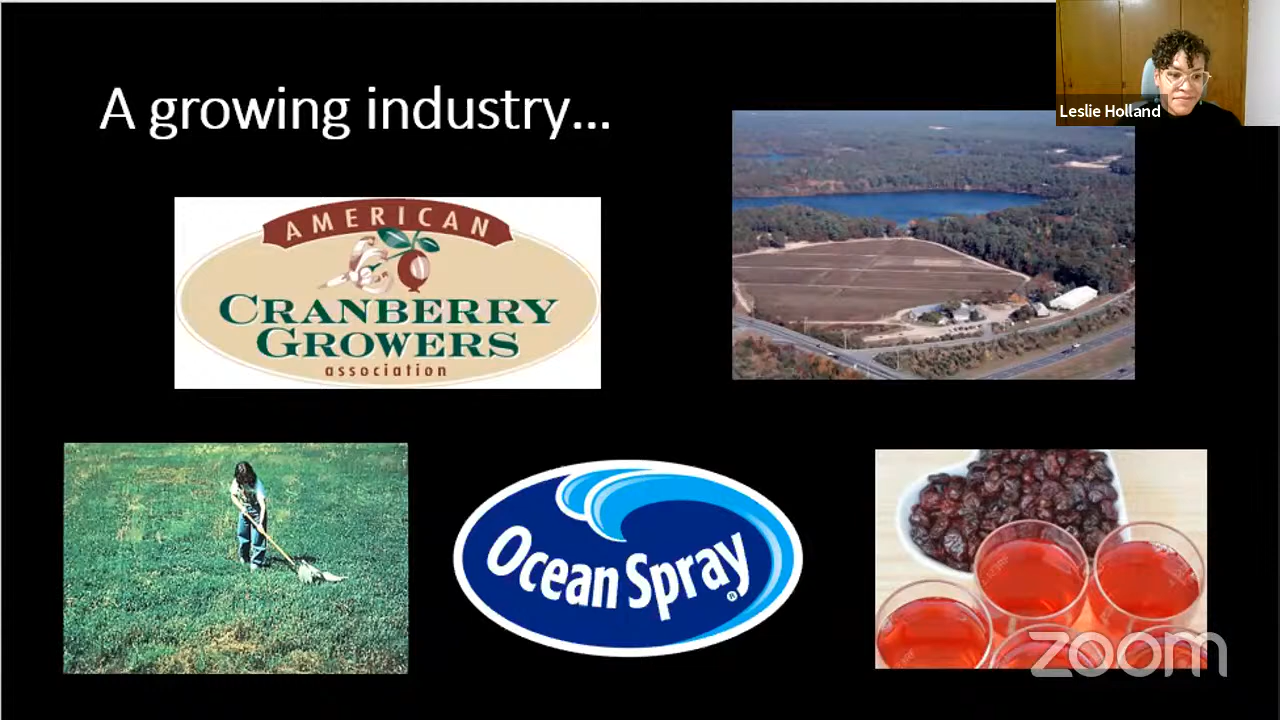 Leslie Holland
A growing industry...
AMERICAN
CRANBERRY
GROWERS
association
Ocean Spray®
zoom